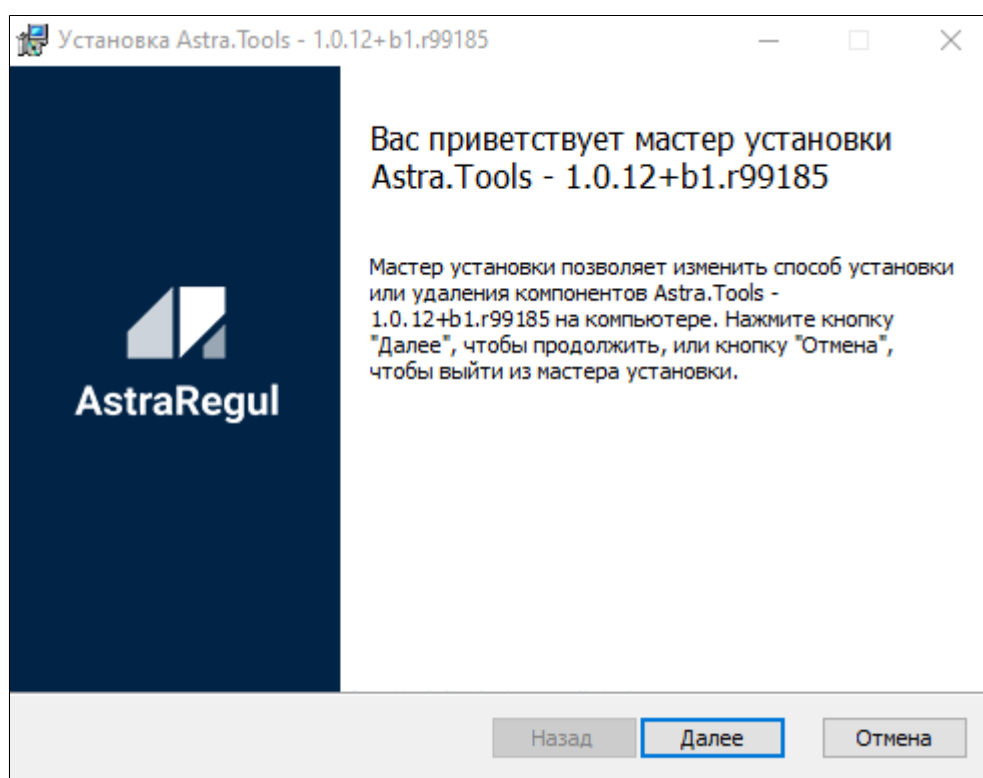 Установка Astra.Tools - 1.0.12+b1.r99185
Вас приветствует мастер установки
Astra.Tools - 1.0.12+b1.r99185
Мастер установки позволяет изменить способ установки
или удаления компонентов Astra.Tools -
1.0.12+b1.r99185 на компьютере. Нажмите кнопку
"Далее", чтобы продолжить, или кнопку "Отмена",
чтобы выйти из мастера установки.
AstraRegul
Назад
Далее
Отмена